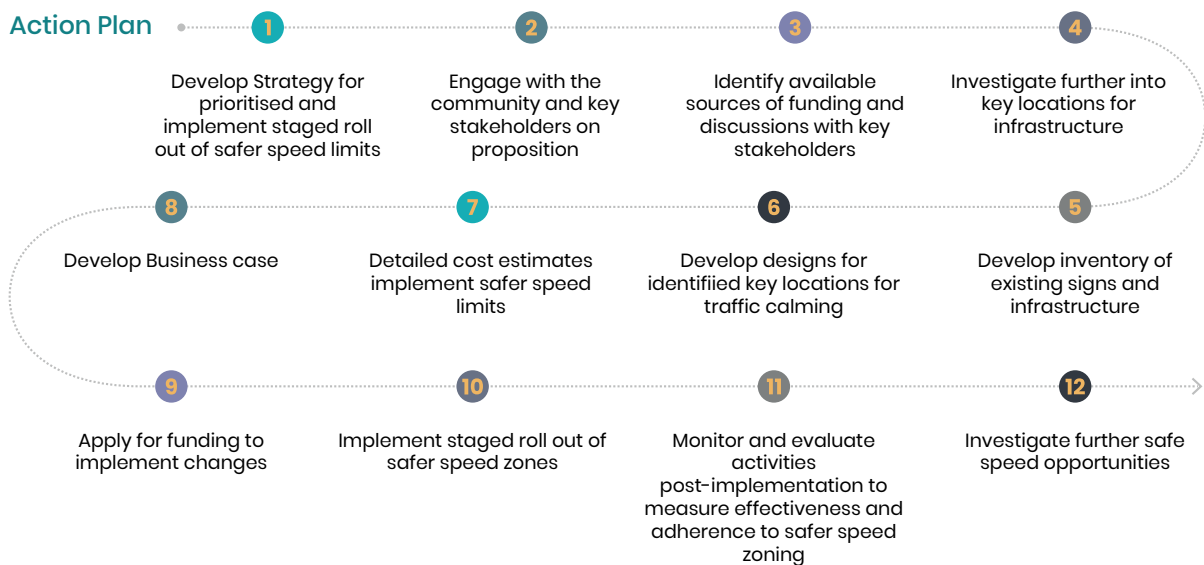 Action Plan
1
Develop Strategy for
prioritised and
implement staged roll
out of safer speed limits
2
Engage with the
community and key
stakeholders on
proposition
3
Identify available
sources of funding and
discussions with key
stakeholders
4
Investigate further into
key locations for
infrastructure
5
Develop inventory of
existing signs and
infrastructure
6
Develop designs for
identifiied key locations for
traffic calming
7
Detailed cost estimates
implement safer speed
limits
8
Develop Business case
9
Apply for funding to
implement changes
10
Implement staged roll out of
safer speed zones
11
Monitor and evaluate
activities
post-implementation to
measure effectiveness and
adherence to safer speed
zoning
12
Investigate further safe
speed opportunities